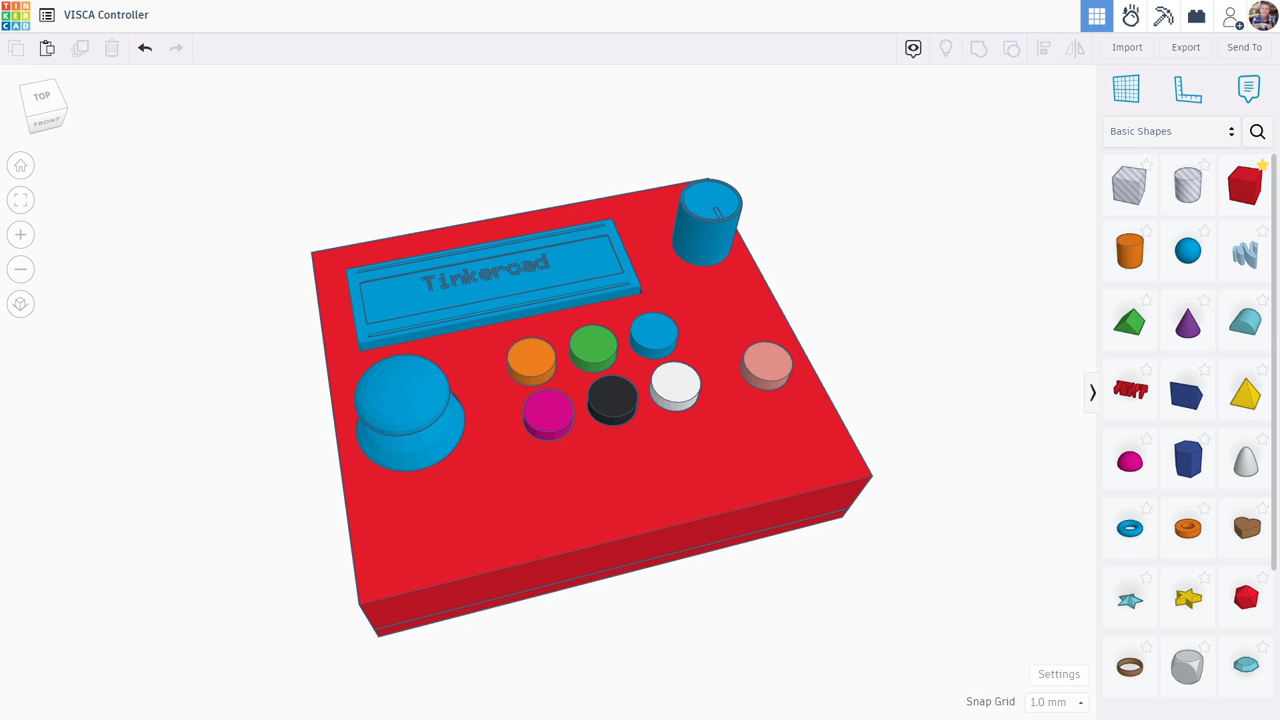 TIN
KER
CAD
VISCA Controller
Import
Export
Send To
TOP
FRONT
Basic Shapes
Tinkercad
TEXT
Settings
Snap Grid
1.0 mm